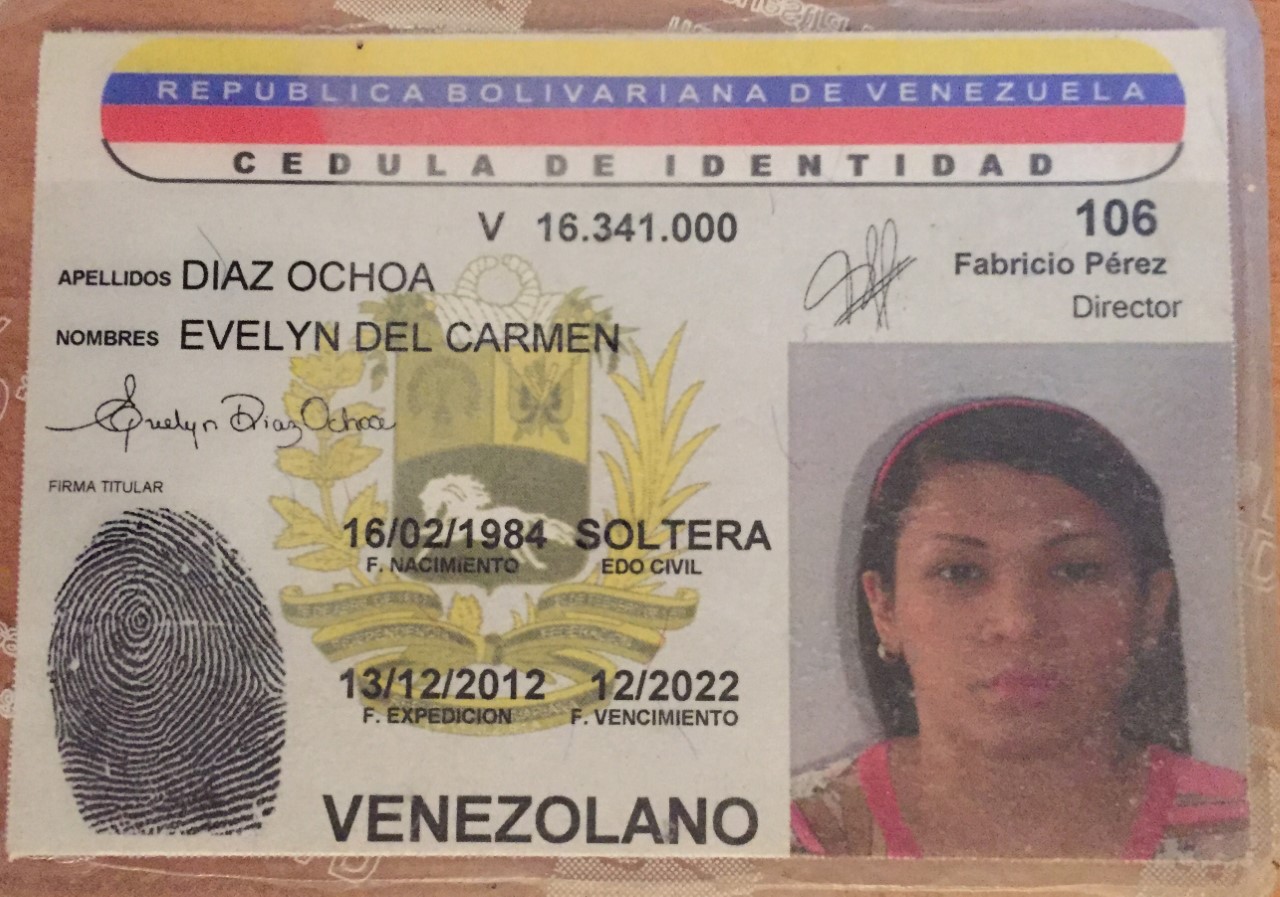 REPUBLICA BOLIVARIANA DE VENEZUELA
CEDULA DE IDENTIDAD
V 16.341.000
106
Fabricio Pérez
Director
APELLIDOS DIAZ OCHOA
NOMBRES EVELYN DEL CARMEN
Evelyn Diaz Ochoa
FIRMA TITULAR
16/02/1984 SOLTERA
F. NACIMIENTO EDO CIVIL
13/12/2012 12/2022
F. EXPEDICION F. VENCIMIENTO
VENEZOLANO